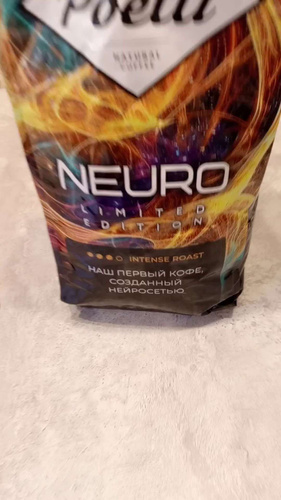 Poetti
NATURAL
COFFEE
NEURO
LIMITED
EDITION
INTENSE ROAST
НАШ ПЕРВЫЙ КОФЕ,
СОЗДАННЫЙ
НЕЙРОСЕТЬЮ